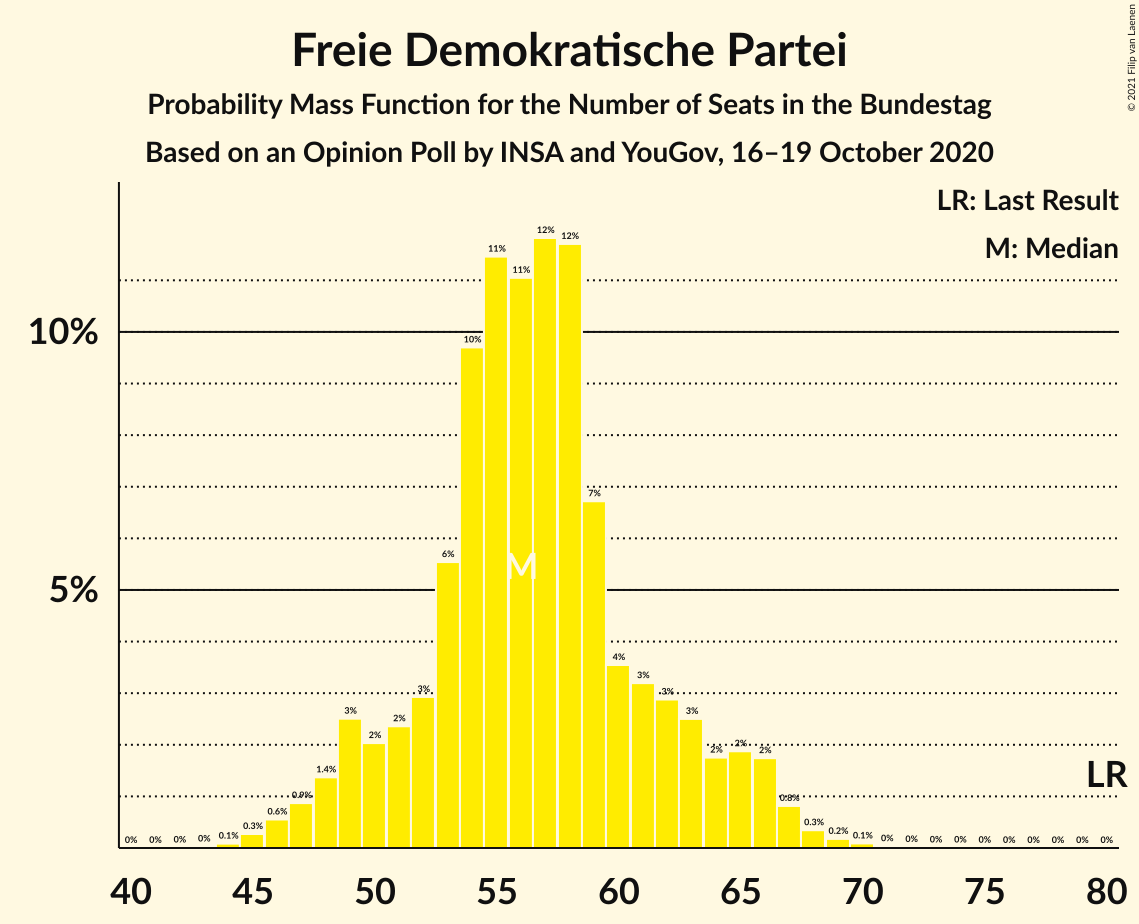 Freie Demokratische Partei
Probability Mass Function for the Number of Seats in the Bundestag
Based on an Opinion Poll by INSA and YouGov, 16–19 October 2020
© 2021 Filip van Laenen
LR: Last Result
M: Median
10%
5%
0% 0% 0% 0% 0.1% 0.3% 0.6% 0.9% 1.4% 3% 2% 2% 3% 6% 10% 11% 11% 12% 12% 7% 4% 3% 3% 3% 2% 2% 2% 0.8% 0.3% 0.2% 0.1% 0% 0% 0% 0% 0% 0% 0% 0% 0% 0%
M
LR
40 45 50 55 60 65 70 75 80